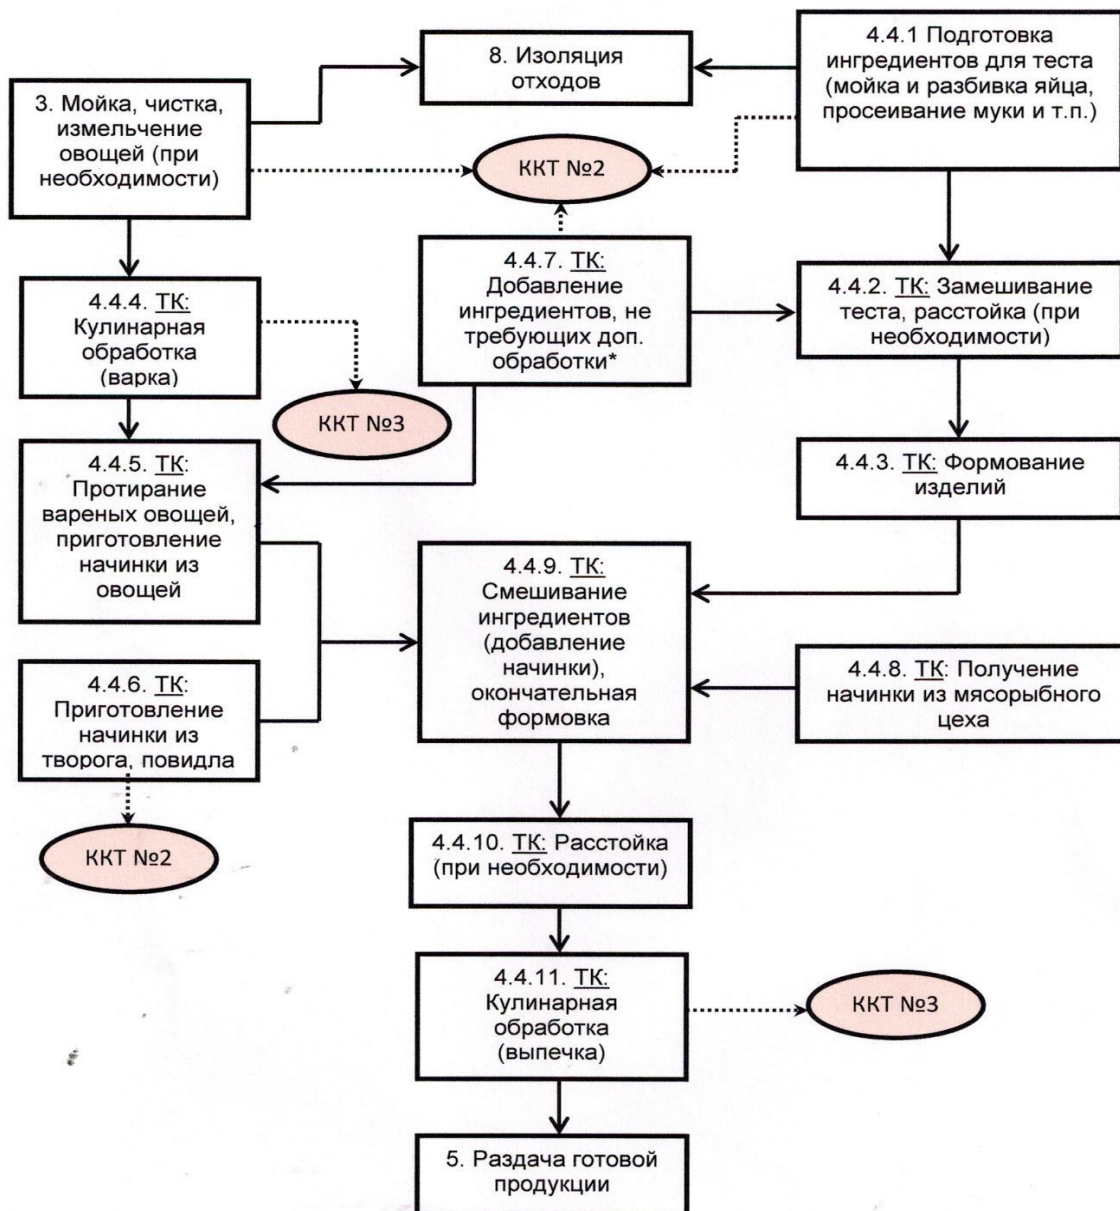 8. Изоляция
отходов
4.4.1 Подготовка
ингредиентов для теста
(мойка и разбивка яйца,
просеивание муки и т.п.)
3. Мойка, чистка,
измельчение
овощей (при
необходимости)
ККТ №2
4.4.7. ТК:
Добавление
ингредиентов, не
требующих доп.
обработки*
4.4.2. ТК: Замешивание
теста, расстойка (при
необходимости)
4.4.4. ТК:
Кулинарная
обработка
(варка)
ККТ №3
4.4.5. ТК:
Протирание
вареных овощей,
приготовление
начинки из
овощей
4.4.3. ТК: Формование
изделий
4.4.9. ТК:
Смешивание
ингредиентов
(добавление
начинки),
окончательная
формовка
4.4.8. ТК: Получение
начинки из мясорыбного
цеха
4.4.6. ТК:
Приготовление
начинки из
творога, повидла
ККТ №2
4.4.10. ТК: Расстойка
(при необходимости)
4.4.11. ТК:
Кулинарная
обработка
(выпечка)
ККТ №3
5. Раздача готовой
продукции